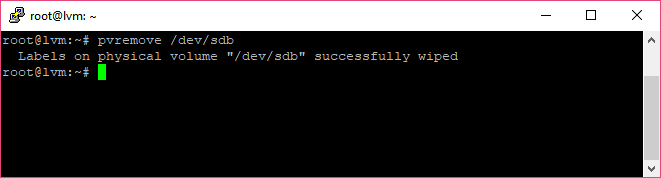 root@lvm: ~
root@lvm:~# pvremove /dev/sdb
  Labels on physical volume "/dev/sdb" successfully wiped
root@lvm:~#